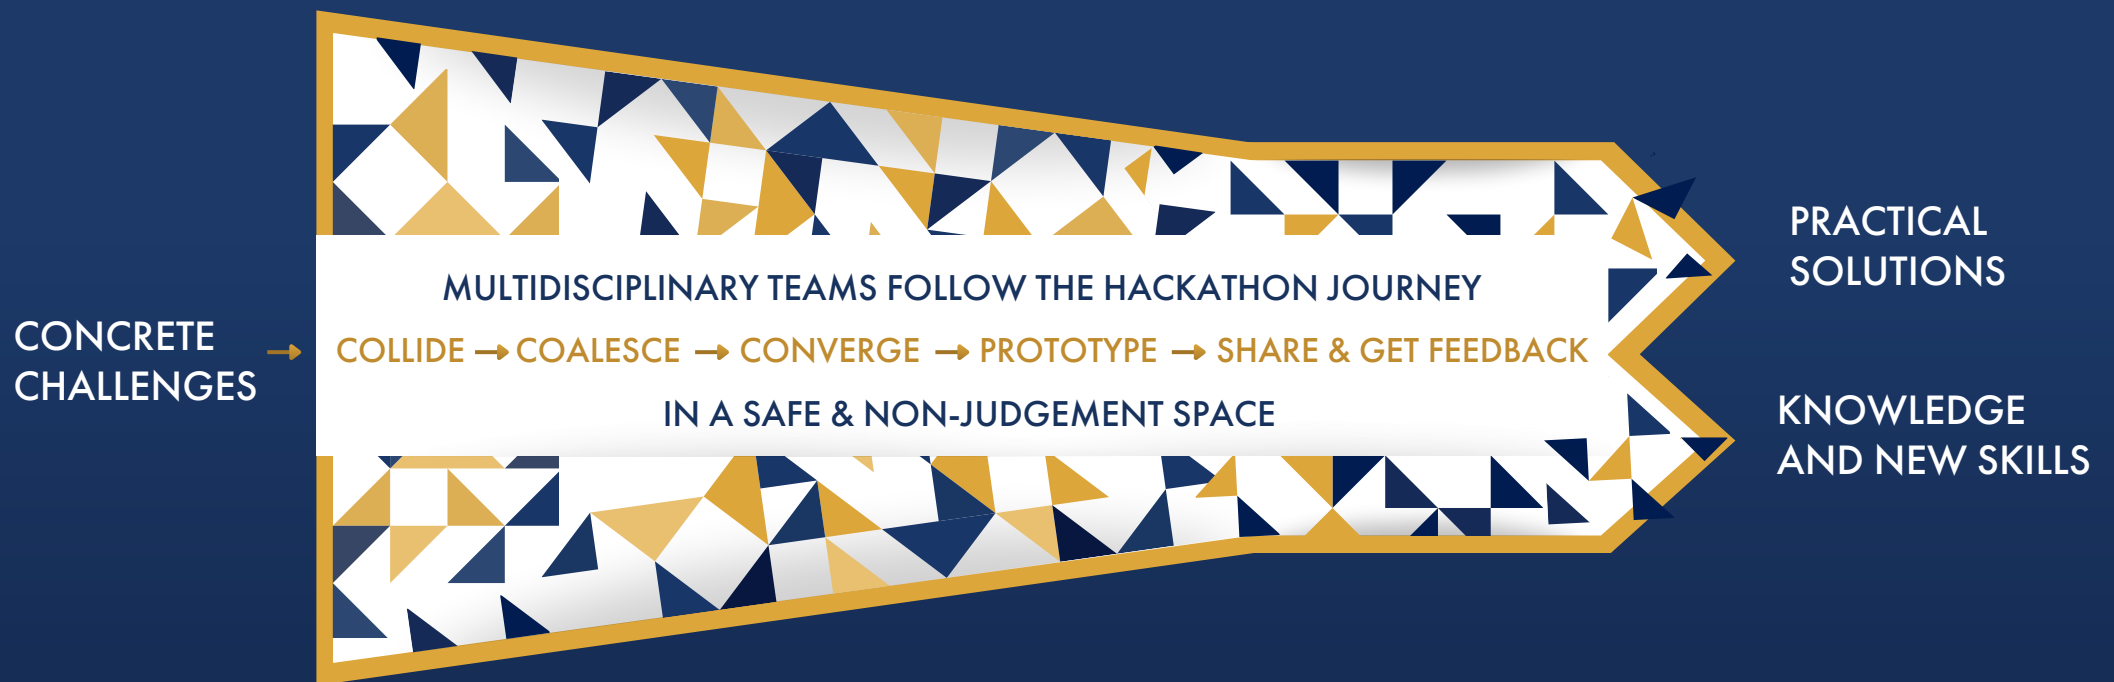 CONCRETE
CHALLENGES
MULTIDISCIPLINARY TEAMS FOLLOW THE HACKATHON JOURNEY
COLLIDE → COALESCE → CONVERGE → PROTOTYPE → SHARE & GET FEEDBACK
IN A SAFE & NON-JUDGEMENT SPACE
PRACTICAL
SOLUTIONS
KNOWLEDGE
AND NEW SKILLS